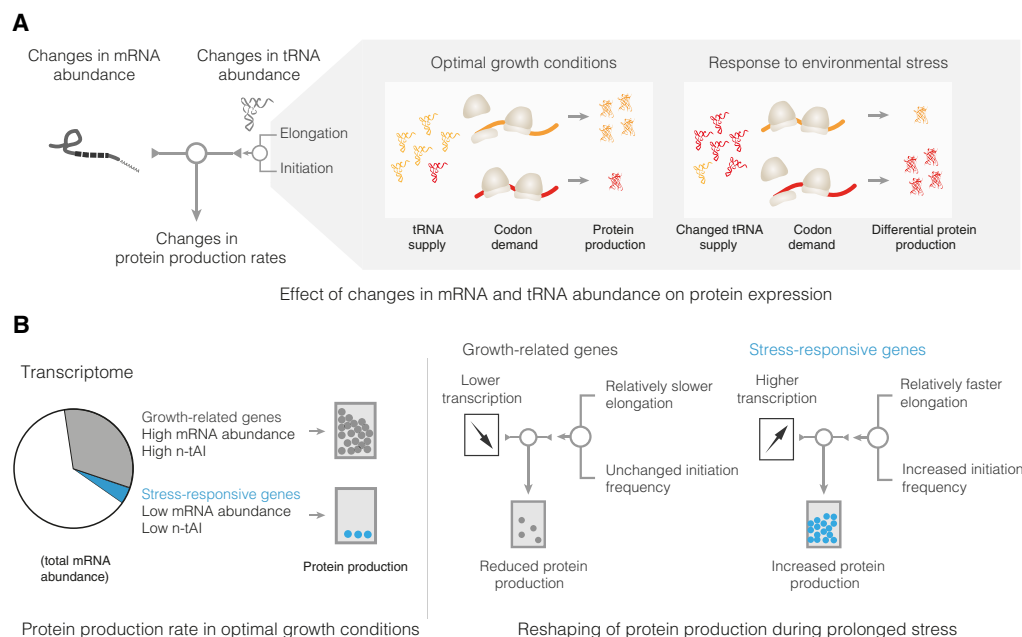 A
Changes in mRNA
abundance
Changes in tRNA
abundance
Elongation
Initiation
Changes in
protein production rates
Optimal growth conditions
tRNA
supply
Codon
demand
Protein
production
Response to environmental stress
Changed tRNA
supply
Codon
demand
Differential protein
production
Effect of changes in mRNA and tRNA abundance on protein expression
B
Transcriptome
Growth-related genes
High mRNA abundance
High n-tAI
Stress-responsive genes
Low mRNA abundance
Low n-tAI
(total mRNA
abundance)
Protein production
Protein production rate in optimal growth conditions
Growth-related genes
Lower
transcription
Relatively slower
elongation
Unchanged initiation
frequency
Reduced protein
production
Stress-responsive genes
Higher
transcription
Relatively faster
elongation
Increased initiation
frequency
Increased protein
production
Reshaping of protein production during prolonged stress